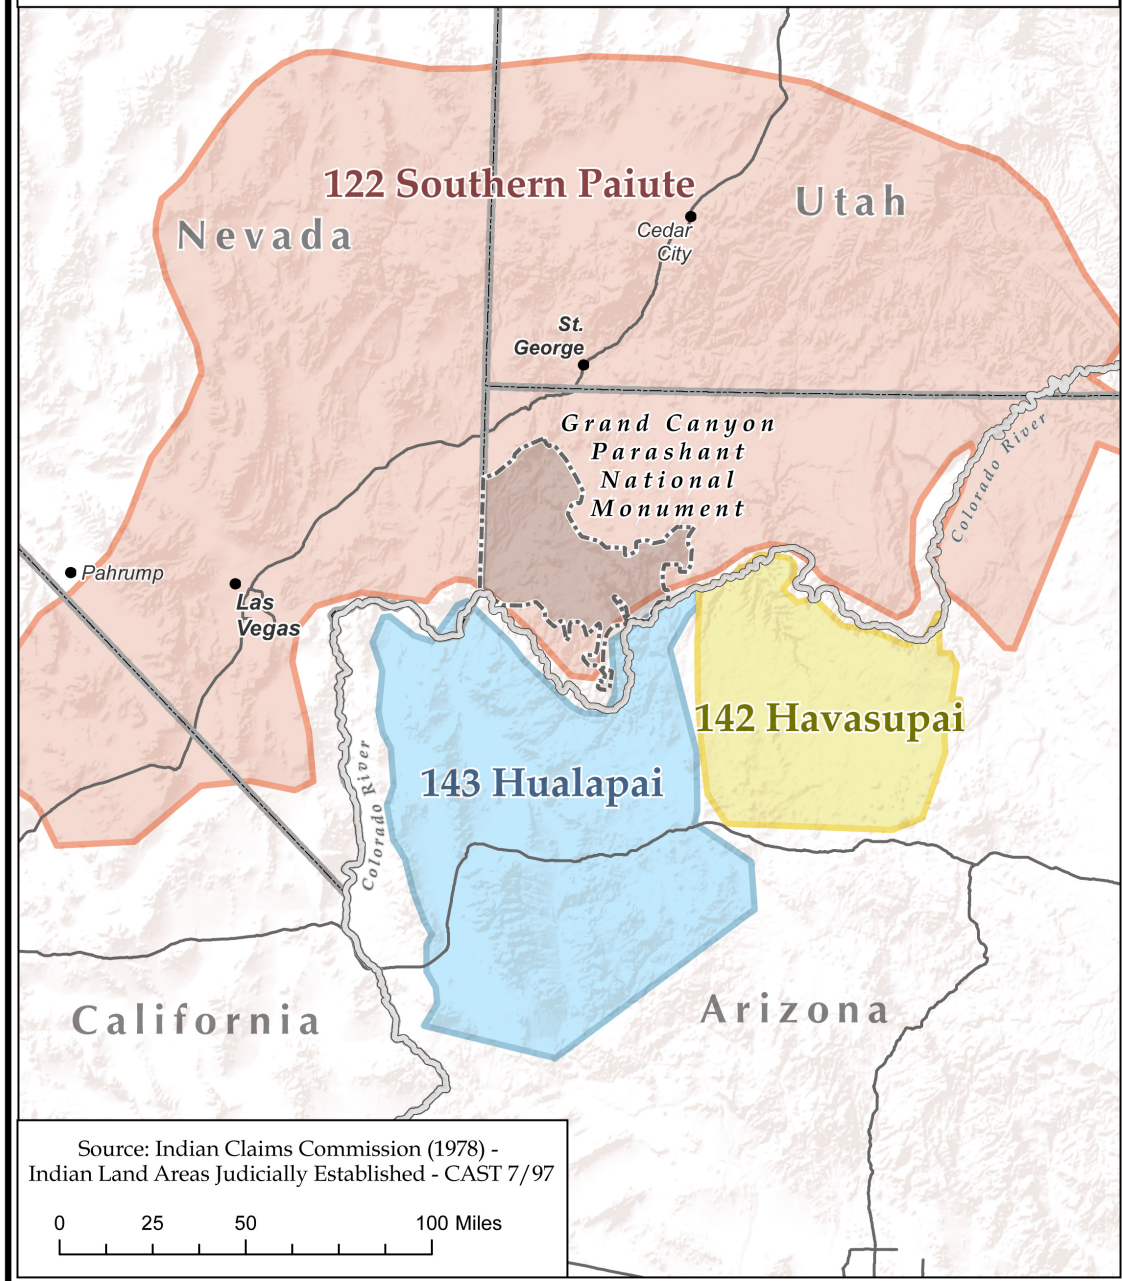 122 Southern Paiute
Utah
Nevada
Cedar
City
St.
George
Grand Canyon
Parashant
National
Monument
Colorado River
Pahrump
Las
Vegas
142 Havasupai
143 Hualapai
Colorado River
California
Arizona
Source: Indian Claims Commission (1978) -
Indian Land Areas Judicially Established - CAST 7/97
0 25 50 100 Miles